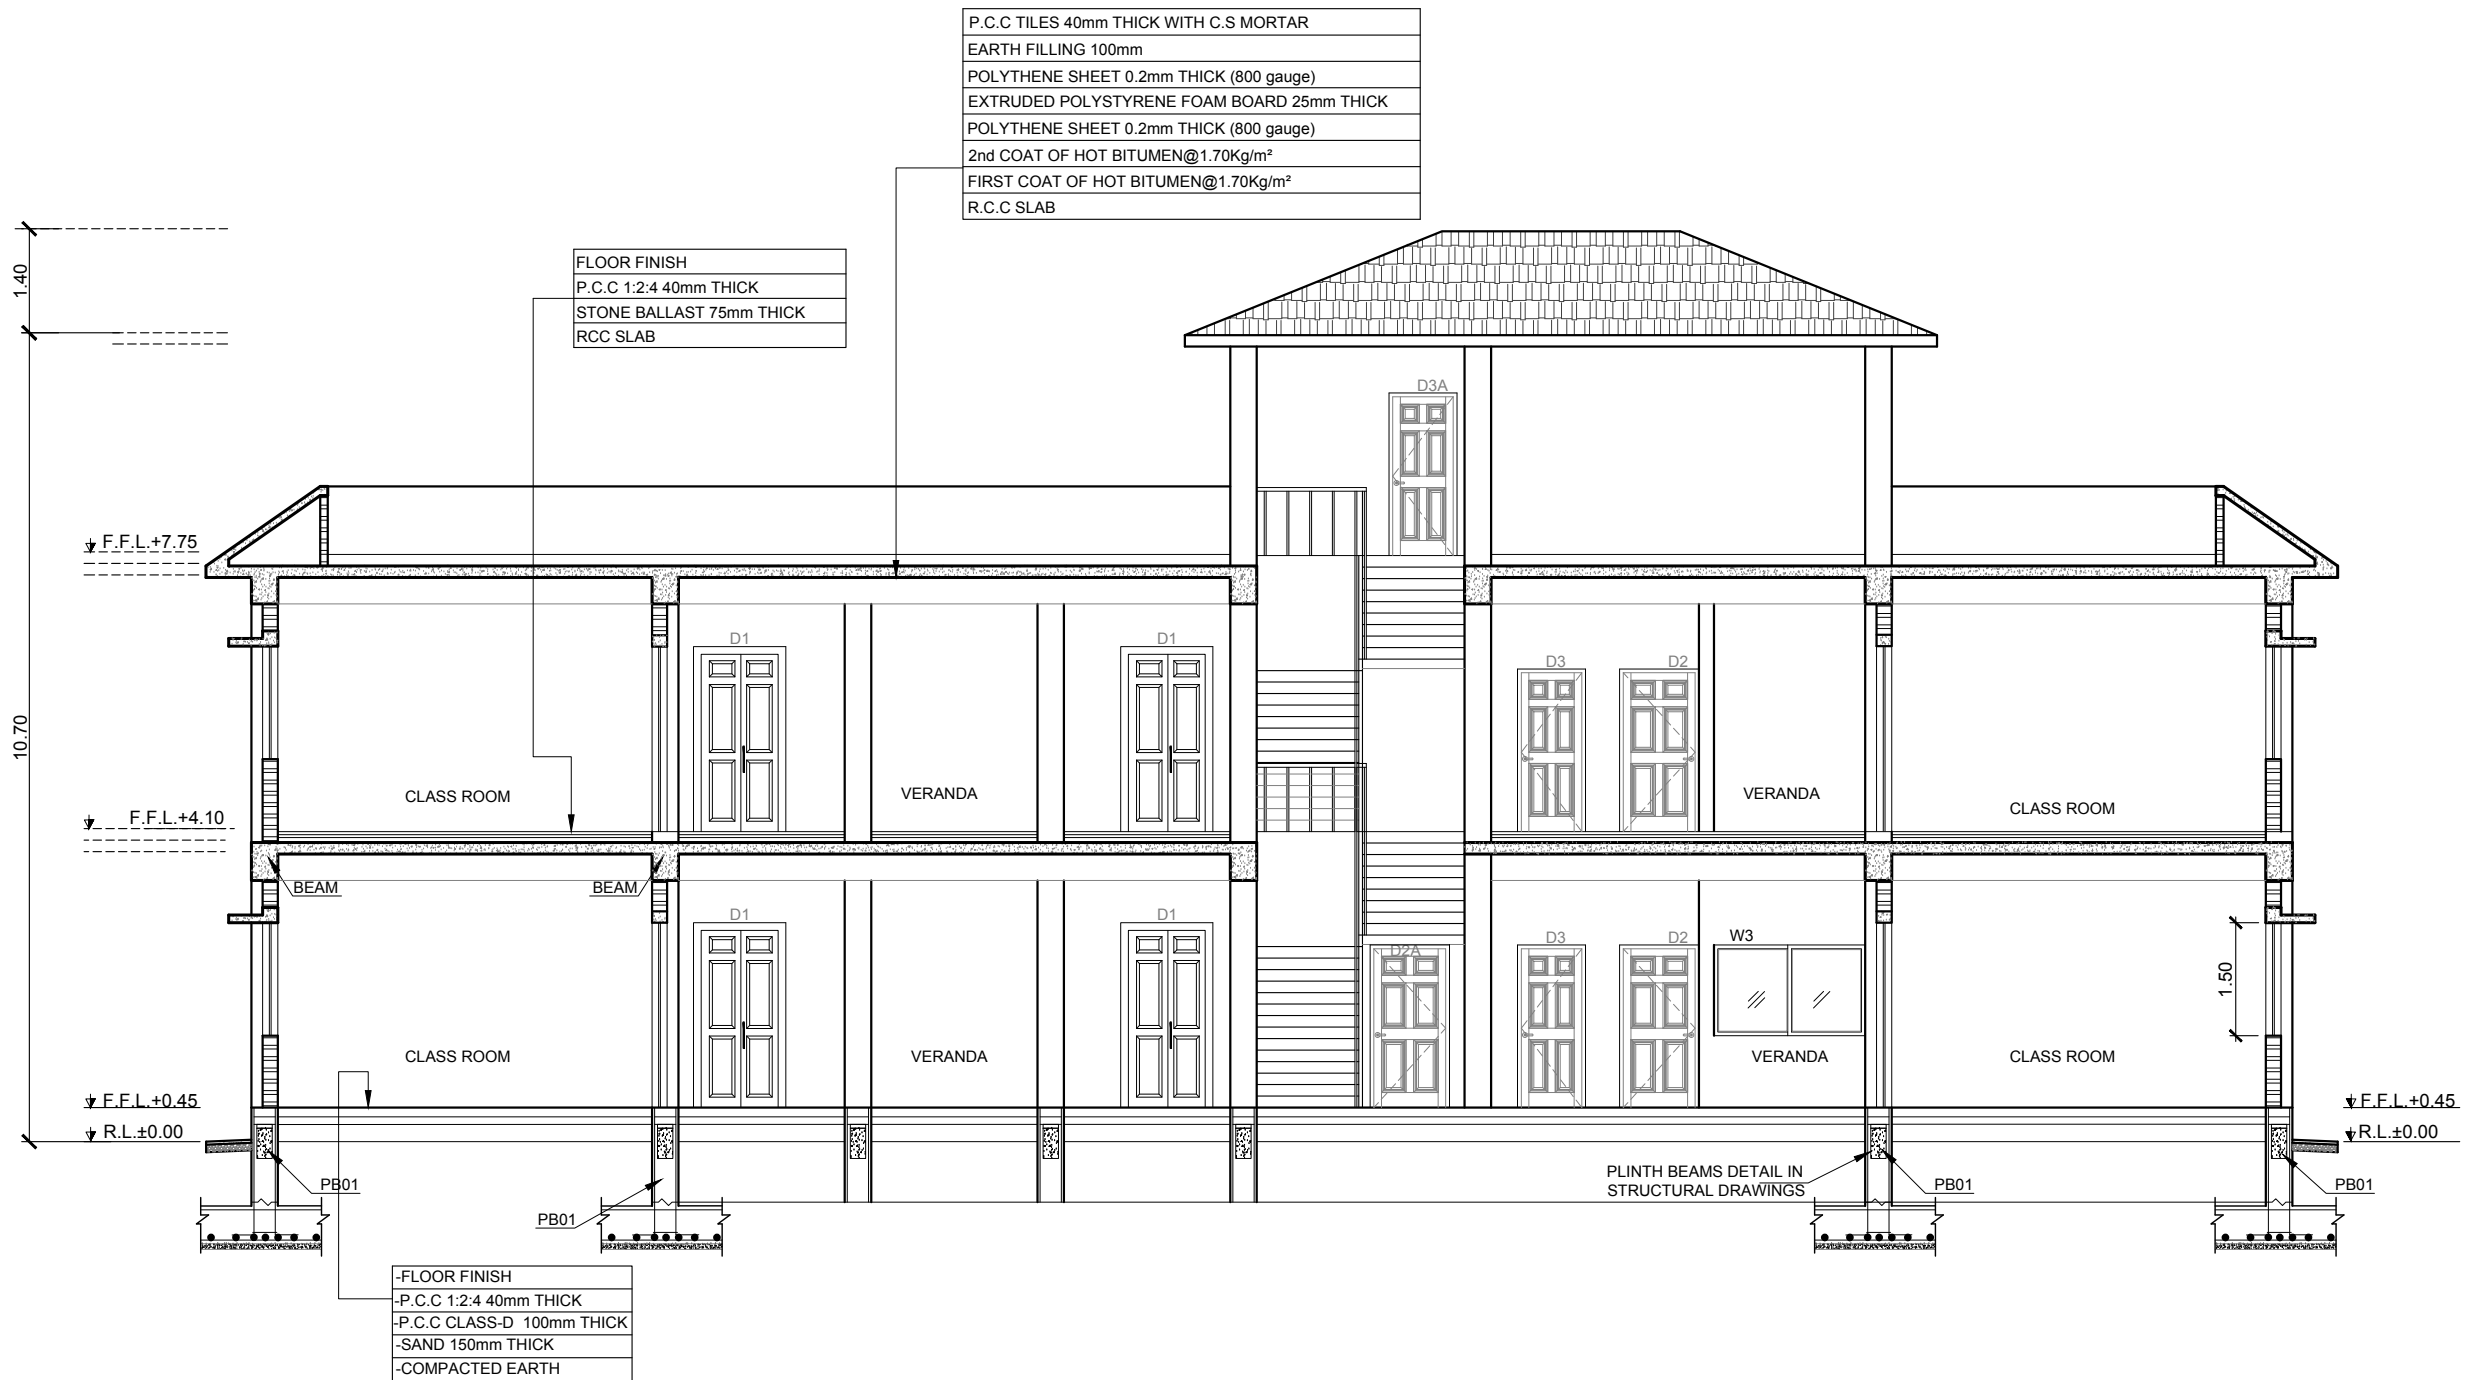 P.C.C TILES 40mm THICK WITH C.S MORTAR
EARTH FILLING 100mm
POLYTHENE SHEET 0.2mm THICK (800 gauge)
EXTRUDED POLYSTYRENE FOAM BOARD 25mm THICK
POLYTHENE SHEET 0.2mm THICK (800 gauge)
2nd COAT OF HOT BITUMEN@1.70Kg/m²
FIRST COAT OF HOT BITUMEN@1.70Kg/m²
R.C.C SLAB
FLOOR FINISH
P.C.C 1:2:4 40mm THICK
STONE BALLAST 75mm THICK
RCC SLAB
1.40
10.70
D3A
F.F.L.+7.75
D1
D1
D3
D2
CLASS ROOM
VERANDA
VERANDA
CLASS ROOM
F.F.L.+4.10
BEAM
BEAM
D1
D1
D2A
D3
D2
W3
1.50
CLASS ROOM
VERANDA
VERANDA
CLASS ROOM
F.F.L.+0.45
F.F.L.+0.45
R.L.±0.00
R.L.±0.00
PB01
PB01
PLINTH BEAMS DETAIL IN
STRUCTURAL DRAWINGS
PB01
PB01
-FLOOR FINISH
-P.C.C 1:2:4 40mm THICK
-P.C.C CLASS-D 100mm THICK
-SAND 150mm THICK
-COMPACTED EARTH